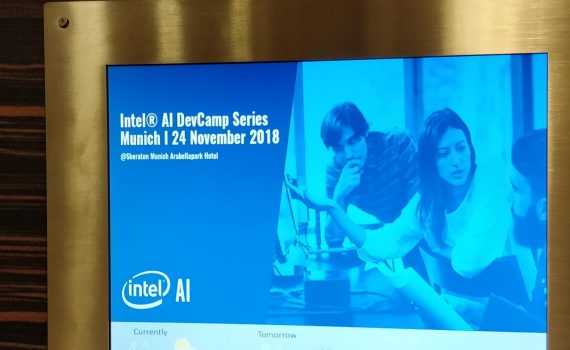 Intel® AI DevCamp Series
Munich | 24 November 2018
@Sheraton Munich Arabellapark Hotel
intel AI
Currently
Tomorrow